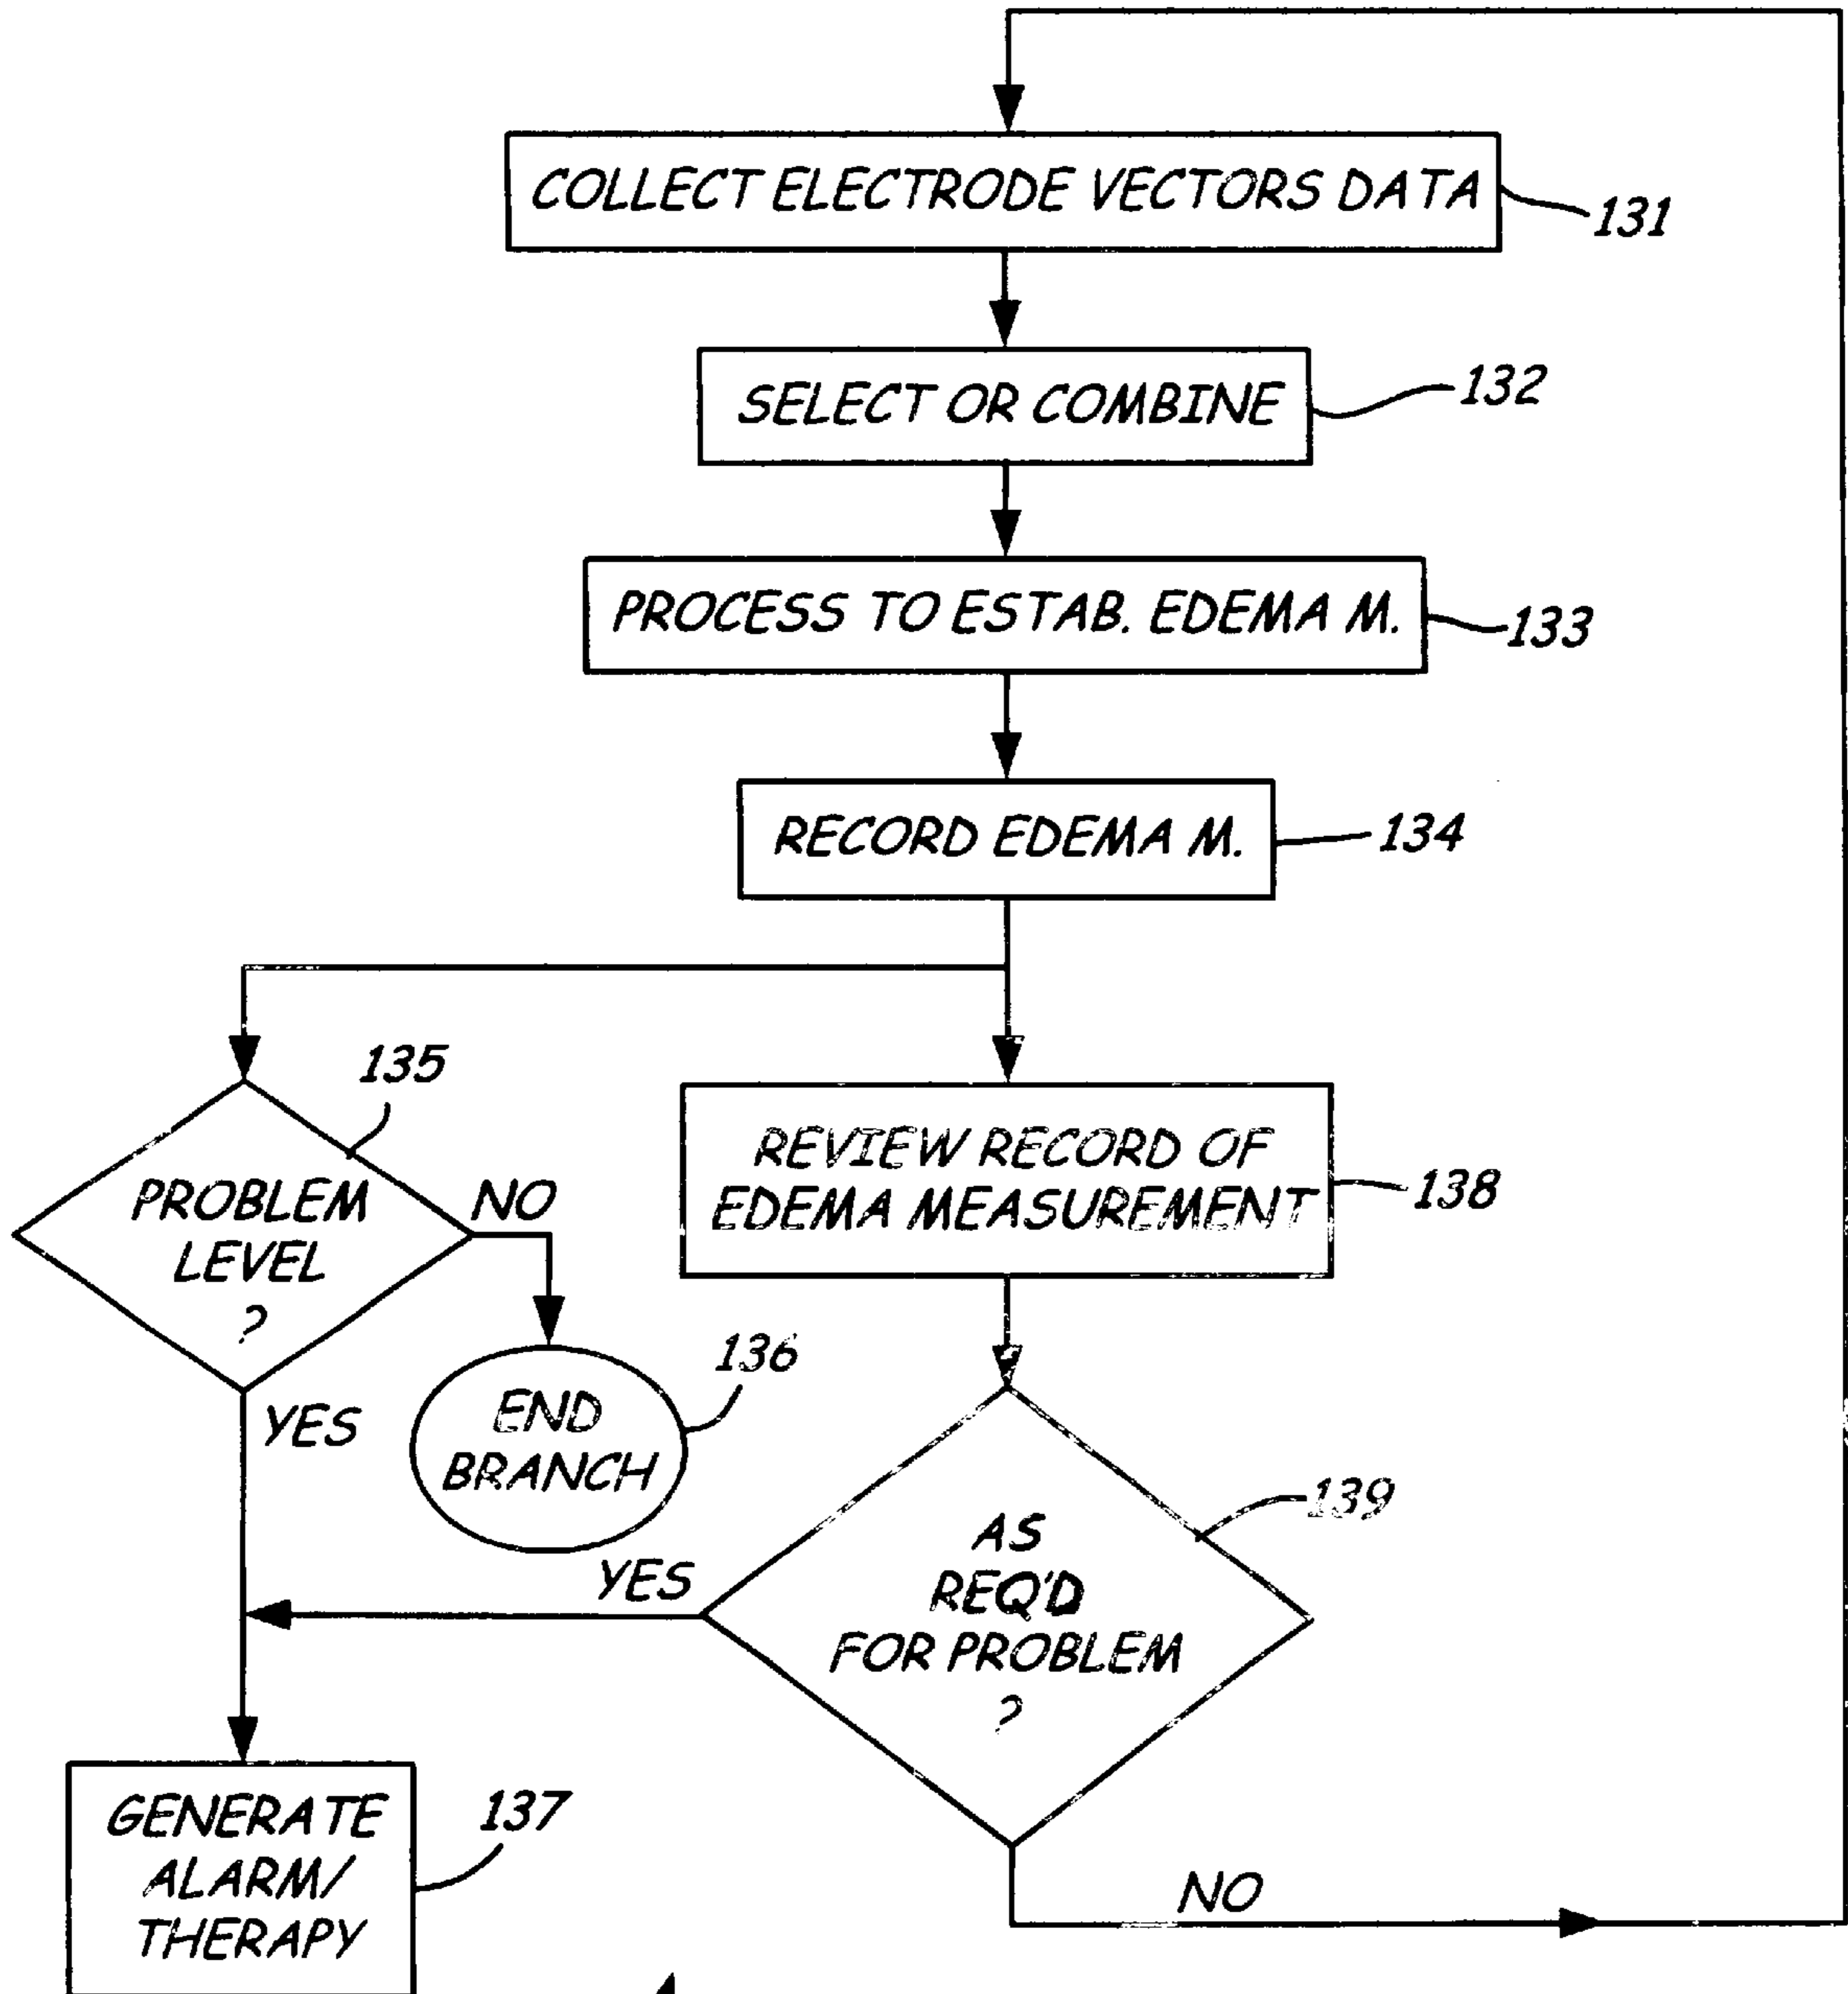 COLLECT ELECTRODE VECTORS DATA
131
SELECT OR COMBINE
132
PROCESS TO ESTAB. EDEMA M.
133
RECORD EDEMA M.
134
135
PROBLEM
LEVEL
?
NO
YES
136
END
BRANCH
REVIEW RECORD OF
EDEMA MEASUREMENT
138
139
AS
REQ'D
FOR PROBLEM
?
YES
NO
GENERATE
ALARM/
THERAPY
137